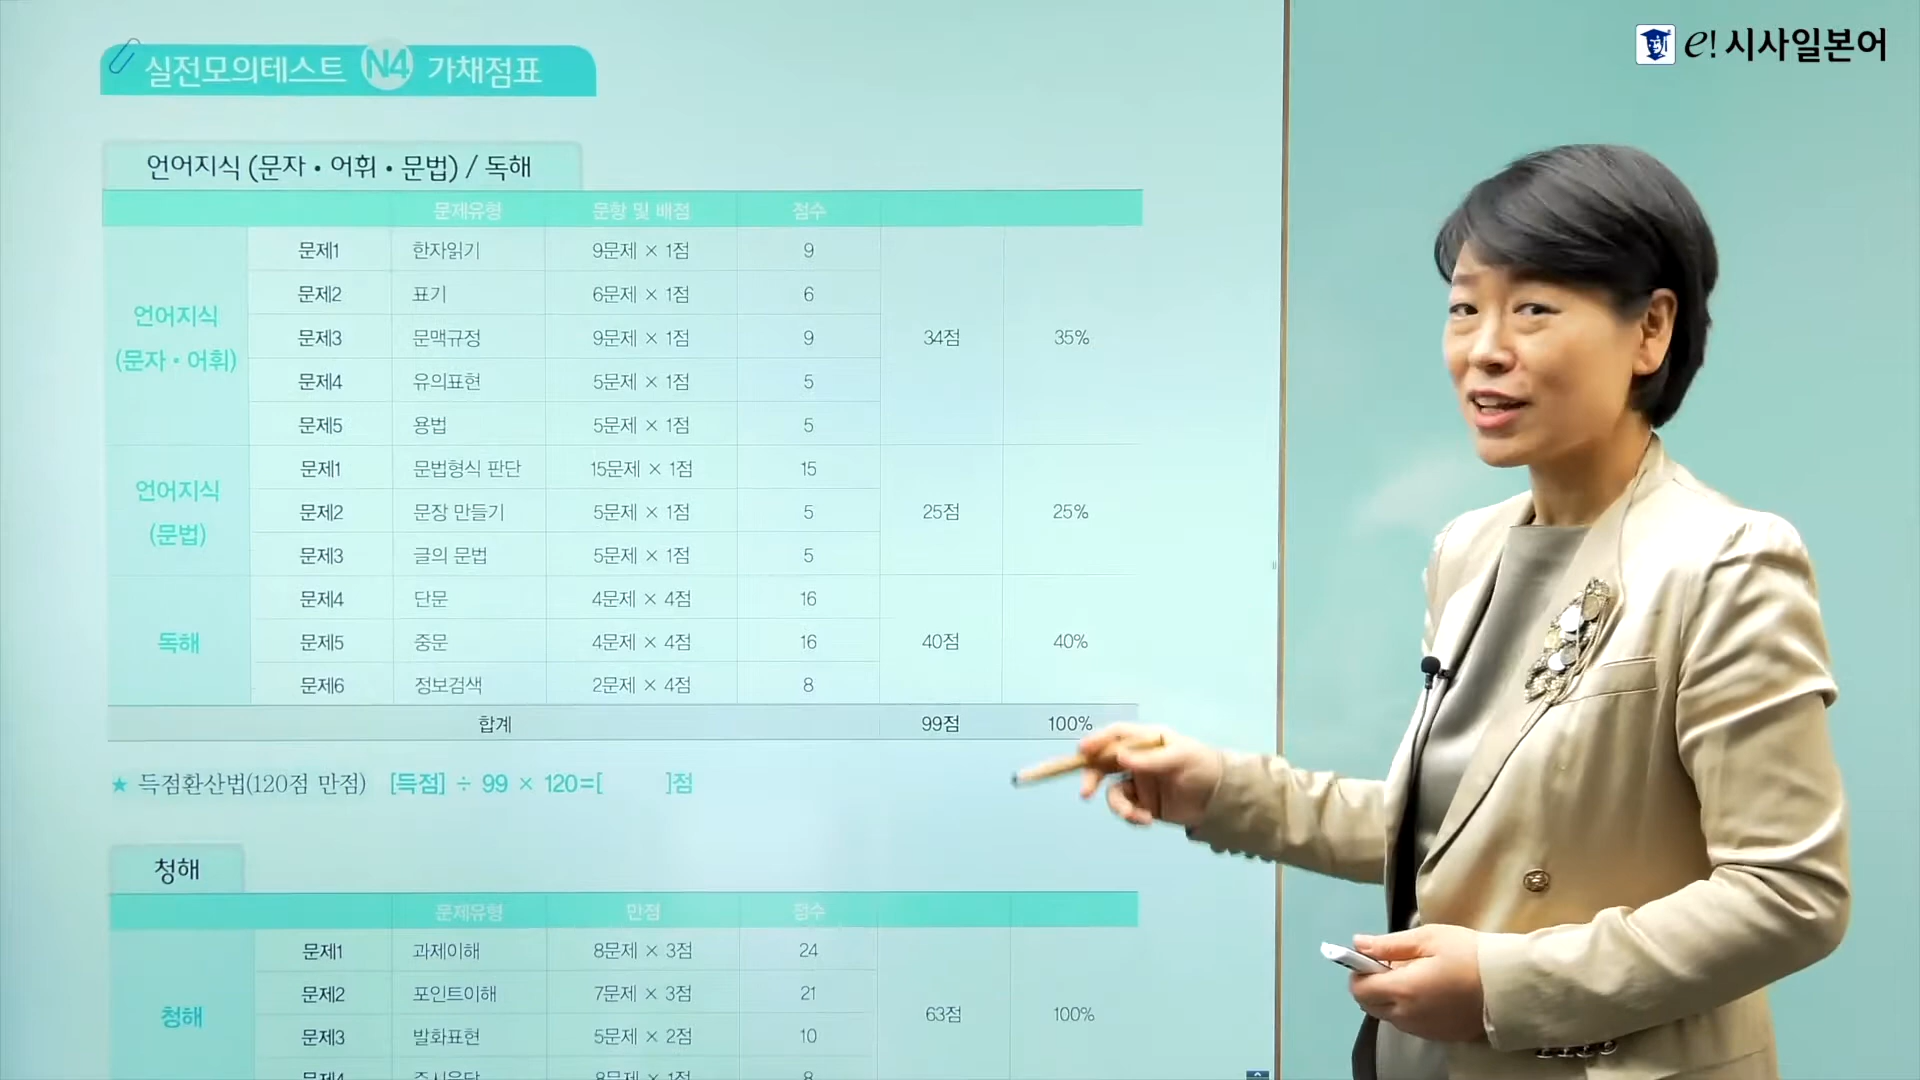 e! 시사일본어
실전모의테스트 N4 가채점표
언어지식 (문자・어휘・문법) / 독해
문제유형 문항 및 배점 점수
언어지식 (문자・어휘)
문제1 한자읽기 9문제 × 1점 9
문제2 표기 6문제 × 1점 6
문제3 문맥규정 9문제 × 1점 9 34점 35%
문제4 유의표현 5문제 × 1점 5
문제5 용법 5문제 × 1점 5
언어지식 (문법)
문제1 문법형식 판단 15문제 × 1점 15
문제2 문장 만들기 5문제 × 1점 5 25점 25%
문제3 글의 문법 5문제 × 1점 5
독해
문제4 단문 4문제 × 4점 16
문제5 중문 4문제 × 4점 16 40점 40%
문제6 정보검색 2문제 × 4점 8
합계 99점 100%
★ 득점환산법(120점 만점) [득점] ÷ 99 × 120=[ ]점
청해
문제유형 만점 점수
청해
문제1 과제이해 8문제 × 3점 24
문제2 포인트이해 7문제 × 3점 21 63점 100%
문제3 발화표현 5문제 × 2점 10